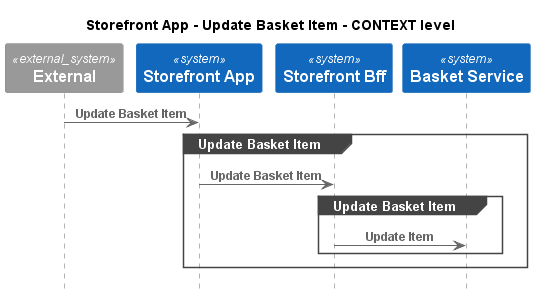 Storefront App - Update Basket Item - CONTEXT level
«external_system» «system» «system» «system»
External Storefront App Storefront Bff Basket Service
Update Basket Item
Update Basket Item
Update Basket Item
Update Basket Item
Update Item